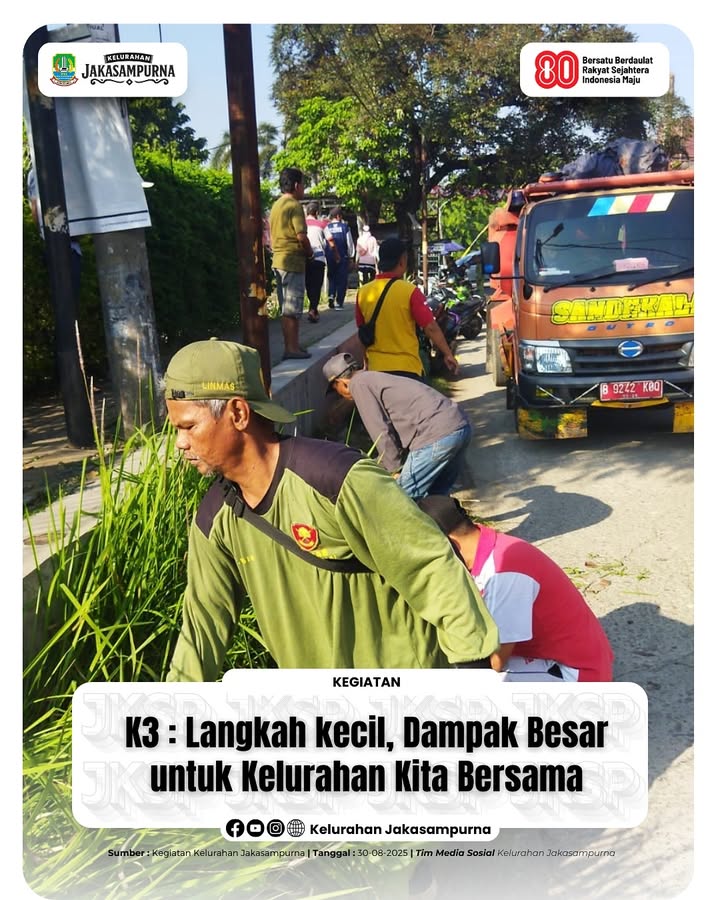 KELURAHAN
JAKASAMPURNA
80
Bersatu Berdaulat
Rakyat Sejahtera
Indonesia Maju
SANDEKALA
DUTRO
B 9242 KOQ
LINMAS
KEGIATAN
K3 : Langkah kecil, Dampak Besar
untuk Kelurahan Kita Bersama
Kelurahan Jakasampurna
Sumber : Kegiatan Kelurahan Jakasampurna | Tanggal : 30-08-2025 | Tim Media Sosial Kelurahan Jakasampurna